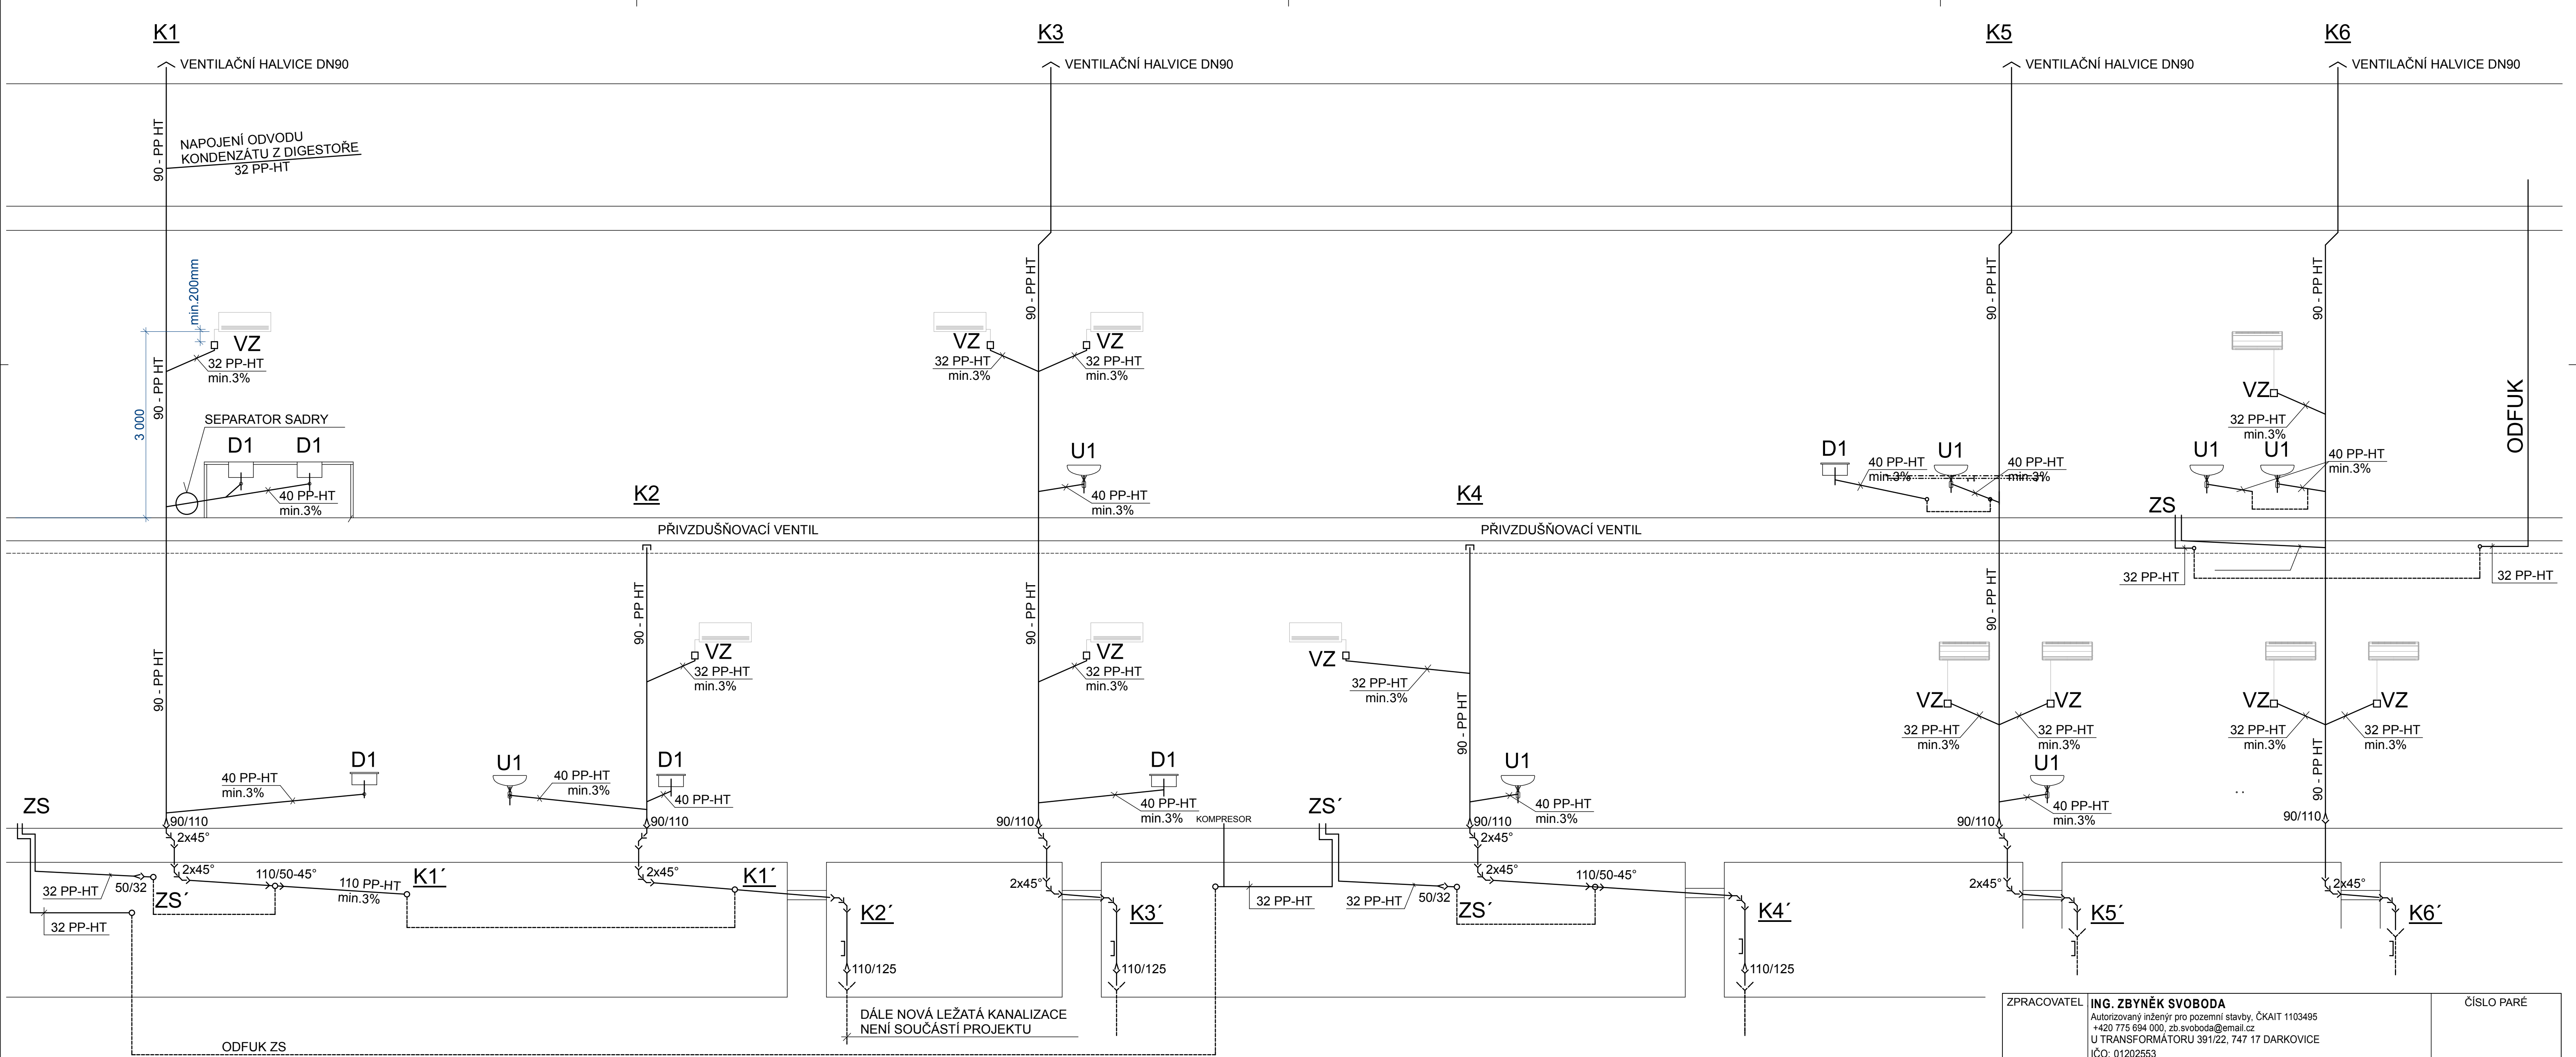 K1
K3
K5
K6
VENTILAČNÍ HALVICE DN90
VENTILAČNÍ HALVICE DN90
VENTILAČNÍ HALVICE DN90
VENTILAČNÍ HALVICE DN90
90 - PP HT
NAPOJENÍ ODVODU
KONDENZÁTU Z DIGESTOŘE
32 PP-HT
min.200mm
3 000
90 - PP HT
VZ
32 PP-HT
min.3%
SEPARATOR SADRY
D1
D1
40 PP-HT
min.3%
90 - PP HT
VZ
32 PP-HT
min.3%
VZ
32 PP-HT
min.3%
U1
40 PP-HT
min.3%
90 - PP HT
D1
40 PP-HT
min.3%
U1
40 PP-HT
min.3%
90 - PP HT
VZ
32 PP-HT
min.3%
U1
U1
40 PP-HT
min.3%
ODFUK
K2
PŘIVZDUŠŇOVACÍ VENTIL
K4
PŘIVZDUŠŇOVACÍ VENTIL
ZS
32 PP-HT
32 PP-HT
90 - PP HT
D1
40 PP-HT
min.3%
90 - PP HT
VZ
32 PP-HT
min.3%
U1
40 PP-HT
min.3%
D1
40 PP-HT
90 - PP HT
VZ
32 PP-HT
min.3%
D1
40 PP-HT
min.3%
KOMPRESOR
VZ
32 PP-HT
min.3%
90 - PP HT
U1
40 PP-HT
min.3%
90 - PP HT
VZ
32 PP-HT
min.3%
VZ
32 PP-HT
min.3%
U1
40 PP-HT
min.3%
VZ
32 PP-HT
min.3%
VZ
32 PP-HT
min.3%
90 - PP HT
ZS
90/110
2x45°
90/110
90/110
ZS´
90/110
2x45°
90/110
90/110
32 PP-HT
50/32
ZS´
2x45°
110/50-45°
110 PP-HT
min.3%
K1´
2x45°
K1´
K2´
2x45°
K3´
32 PP-HT
32 PP-HT
50/32
ZS´
2x45°
110/50-45°
K4´
2x45°
K5´
2x45°
K6´
32 PP-HT
110/125
110/125
110/125
DÁLE NOVÁ LEŽATÁ KANALIZACE
NENÍ SOUČÁSTÍ PROJEKTU
ODFUK ZS
ZPRACOVATEL
ING. ZBYNĚK SVOBODA
Autorizovaný inženýr pro pozemní stavby, ČKAIT 1103495
+420 775 694 000, zb.svoboda@email.cz
U TRANSFORMÁTORU 391/22, 747 17 DARKOVICE
IČO: 01202553
ČÍSLO PARÉ